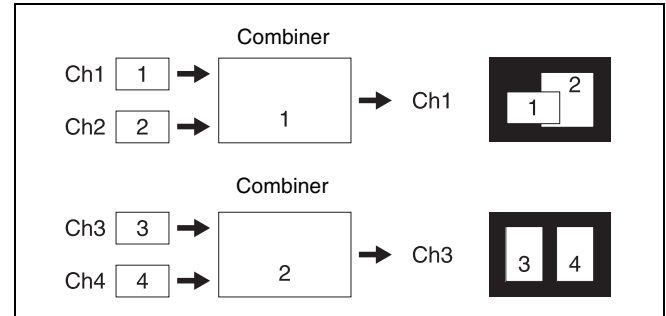 Combiner
Ch1 1
Ch2 2
1
Ch1
1 2
Combiner
Ch3 3
Ch4 4
2
Ch3
3 4